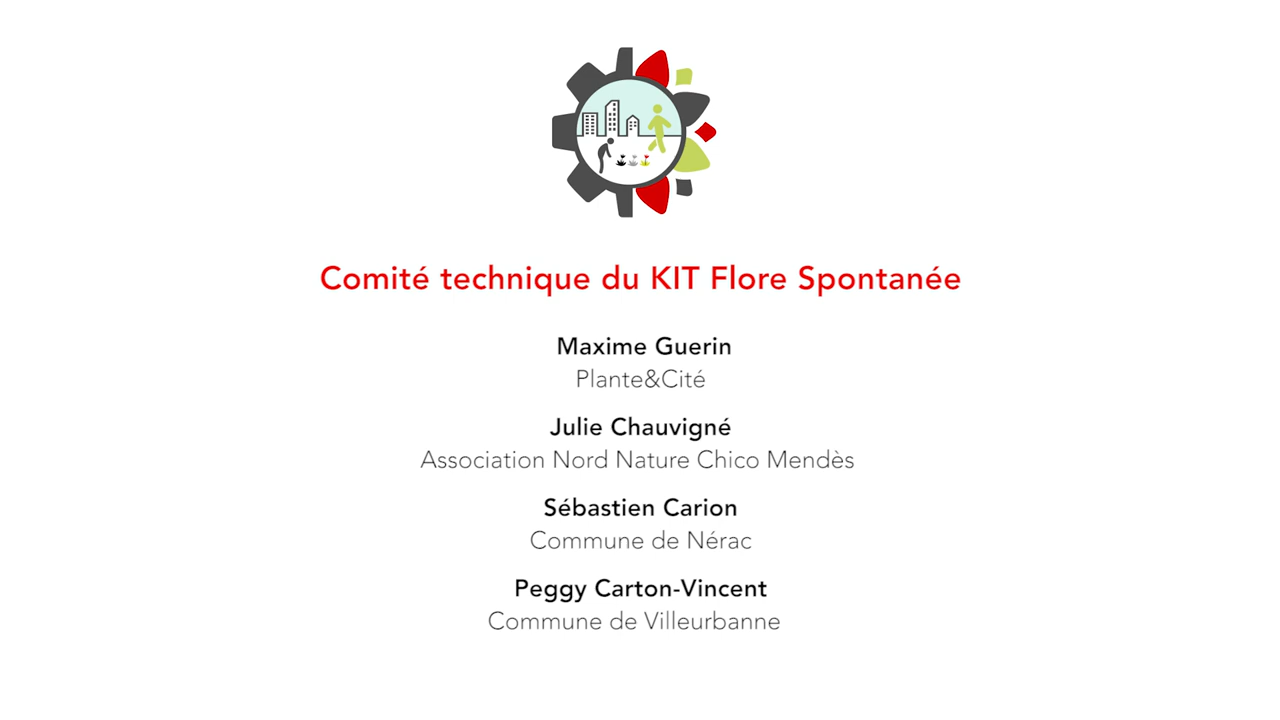 Comité technique du KIT Flore Spontanée
Maxime Guerin
Plante&Cité
Julie Chauvigné
Association Nord Nature Chico Mendès
Sébastien Carion
Commune de Nérac
Peggy Carton-Vincent
Commune de Villeurbanne